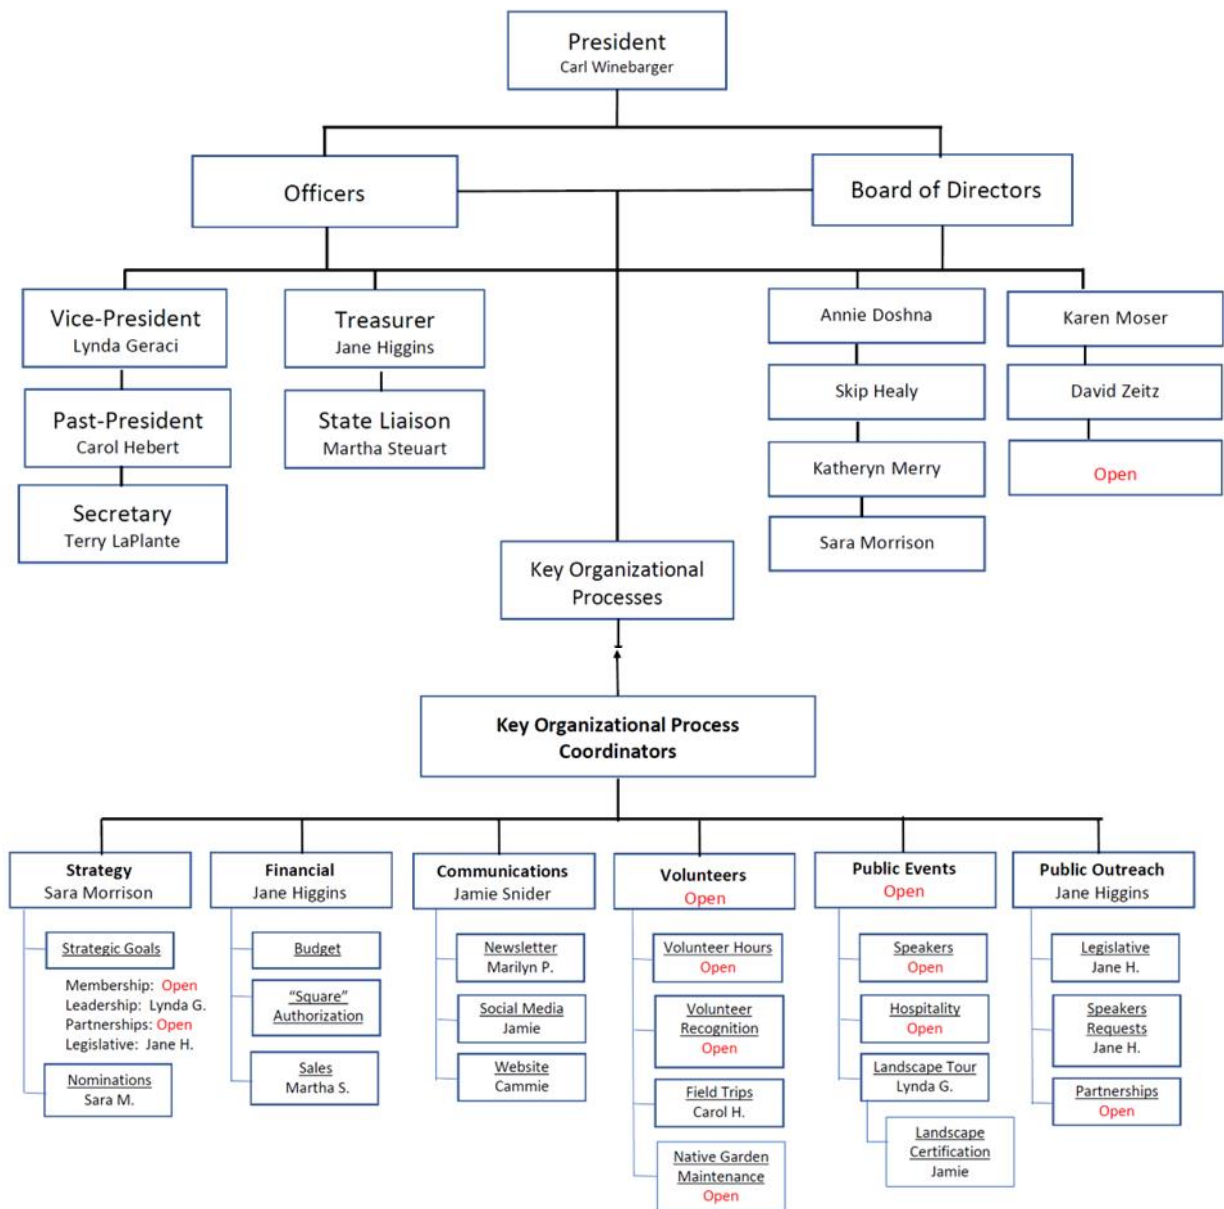 President
Carl Winebarger
Officers
Board of Directors
Vice-President
Lynda Geraci
Treasurer
Jane Higgins
Annie Doshna
Karen Moser
Past-President
Carol Hebert
State Liaison
Martha Steuart
Skip Healy
David Zeitz
Secretary
Terry LaPlante
Katheryn Merry
Open
Sara Morrison
Key Organizational
Processes
Key Organizational Process
Coordinators
Strategy
Sara Morrison
Strategic Goals
Membership: Open
Leadership: Lynda G.
Partnerships: Open
Legislative: Jane H.
Nominations
Sara M.
Financial
Jane Higgins
Budget
“Square”
Authorization
Sales
Martha S.
Communications
Jamie Snider
Newsletter
Marilyn P.
Social Media
Jamie
Website
Cammie
Volunteers
Open
Volunteer Hours
Open
Volunteer
Recognition
Open
Field Trips
Carol H.
Native Garden
Maintenance
Open
Public Events
Open
Speakers
Open
Hospitality
Open
Landscape Tour
Lynda G.
Landscape
Certification
Jamie
Public Outreach
Jane Higgins
Legislative
Jane H.
Speakers
Requests
Jane H.
Partnerships
Open